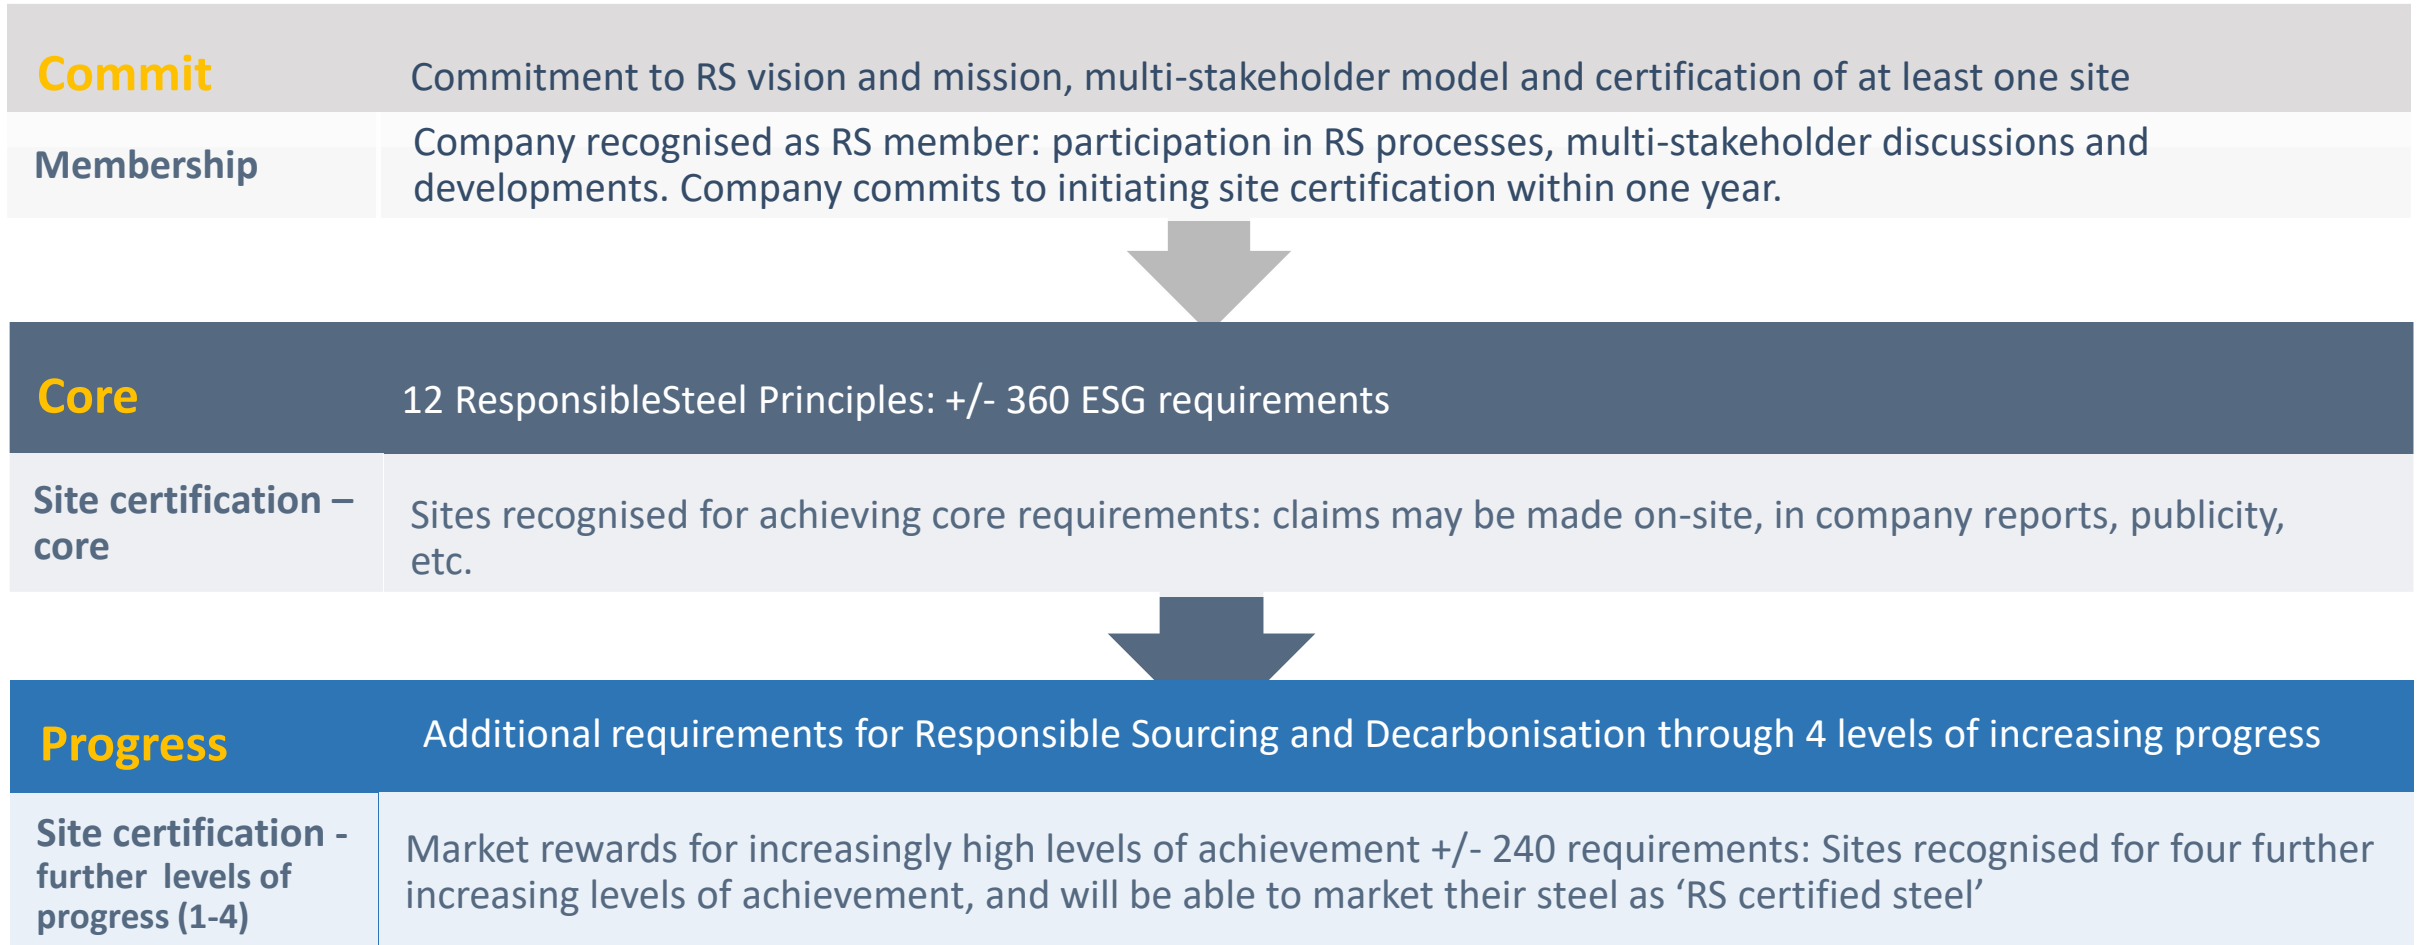 Commit
Commitment to RS vision and mission, multi-stakeholder model and certification of at least one site
Membership
Company recognised as RS member: participation in RS processes, multi-stakeholder discussions and
developments. Company commits to initiating site certification within one year.
Core
12 ResponsibleSteel Principles: +/- 360 ESG requirements
Site certification –
core
Sites recognised for achieving core requirements: claims may be made on-site, in company reports, publicity,
etc.
Progress
Additional requirements for Responsible Sourcing and Decarbonisation through 4 levels of increasing progress
Site certification -
further levels of
progress (1-4)
Market rewards for increasingly high levels of achievement +/- 240 requirements: Sites recognised for four further
increasing levels of achievement, and will be able to market their steel as ‘RS certified steel’